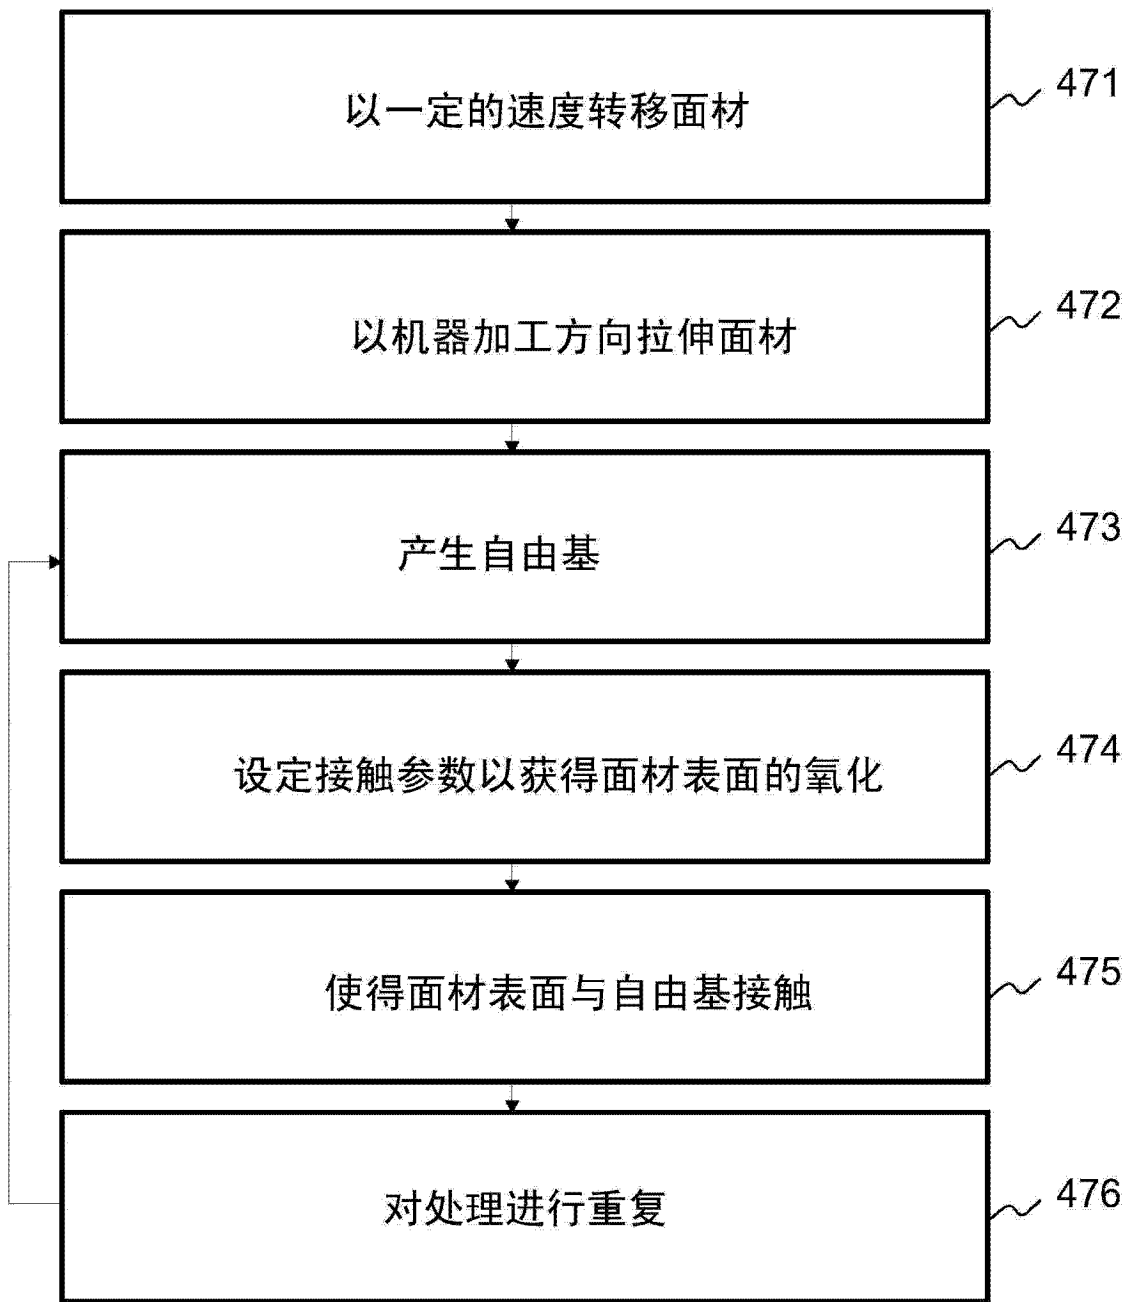 以一定的速度转移面材
471
以机器加工方向拉伸面材
472
产生自由基
473
设定接触参数以获得面材表面的氧化
474
使得面材表面与自由基接触
475
对处理进行重复
476